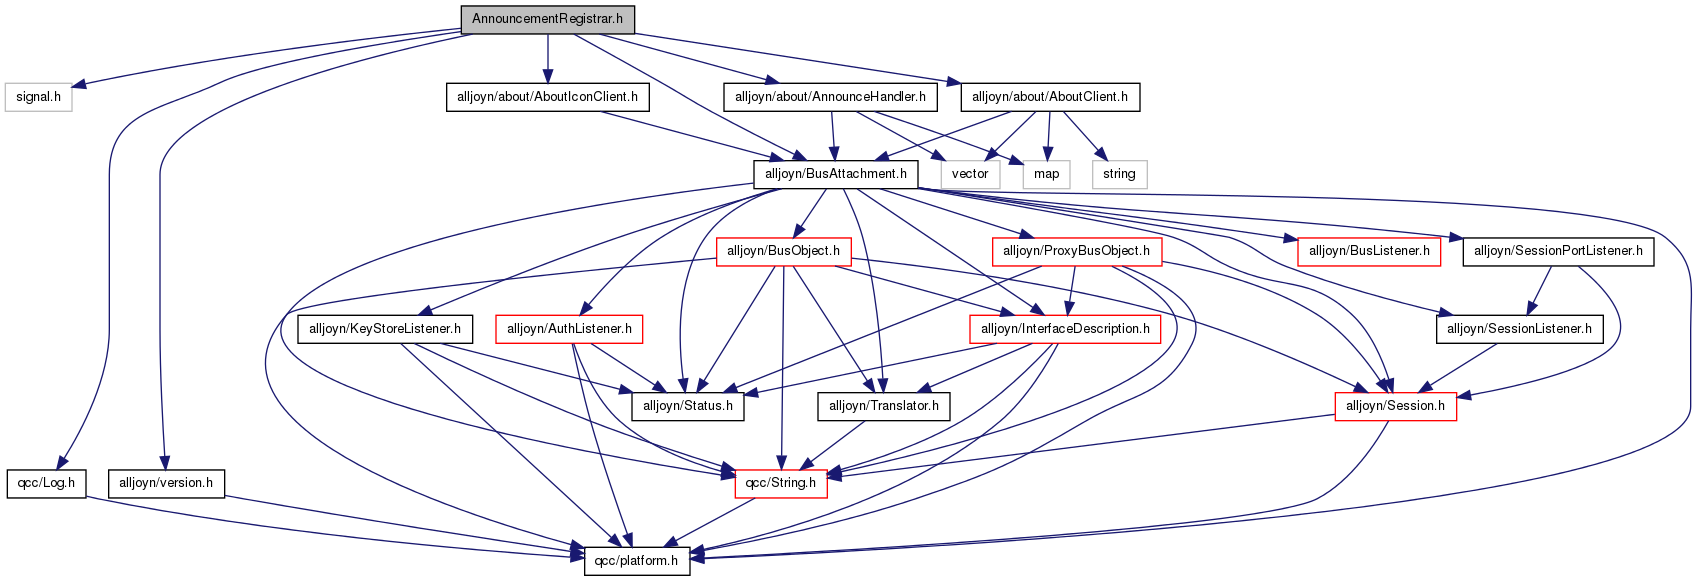 AnnouncementRegistrar.h
signal.h
alljoyn/about/AboutIconClient.h
alljoyn/about/AnnounceHandler.h
alljoyn/about/AboutClient.h
alljoyn/BusAttachment.h
vector
map
string
alljoyn/BusObject.h
alljoyn/ProxyBusObject.h
alljoyn/BusListener.h
alljoyn/SessionPortListener.h
alljoyn/KeyStoreListener.h
alljoyn/AuthListener.h
alljoyn/InterfaceDescription.h
alljoyn/SessionListener.h
alljoyn/Status.h
alljoyn/Translator.h
alljoyn/Session.h
qcc/Log.h
alljoyn/version.h
qcc/String.h
qcc/platform.h